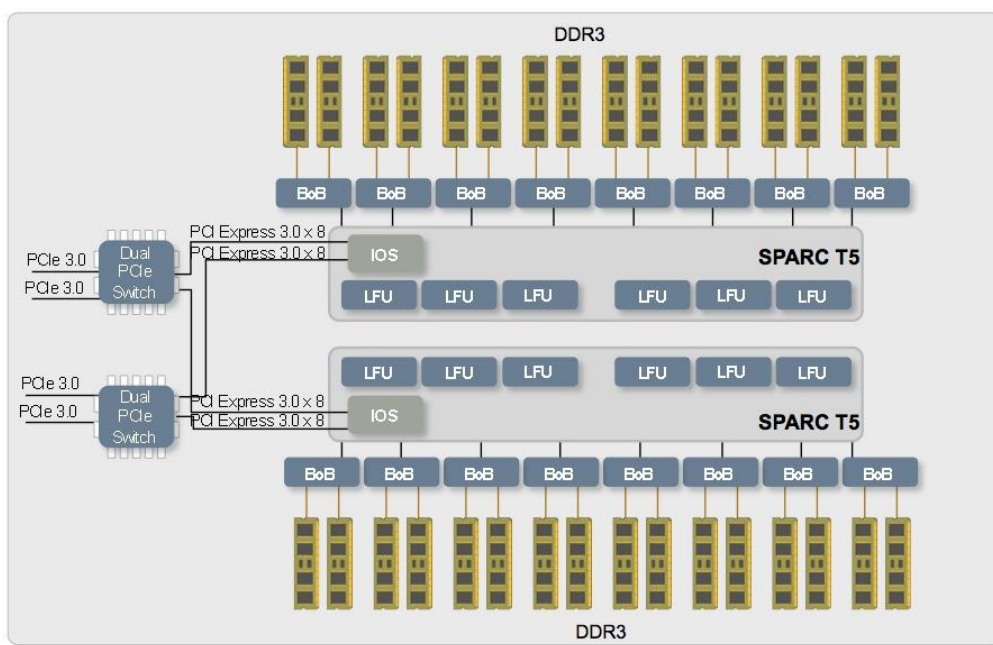 DDR3
BoB BoB BoB BoB BoB BoB BoB BoB
PCI Express 3.0 x 8
PCI Express 3.0 x 8
IOS
SPARC T5
PCIe 3.0
PCIe 3.0
Dual
PCIe
Switch
LFU LFU LFU LFU LFU LFU
LFU LFU LFU LFU LFU LFU
PCIe 3.0
PCIe 3.0
Dual
PCIe
Switch
PCI Express 3.0 x 8
PCI Express 3.0 x 8
IOS
SPARC T5
BoB BoB BoB BoB BoB BoB BoB BoB
DDR3